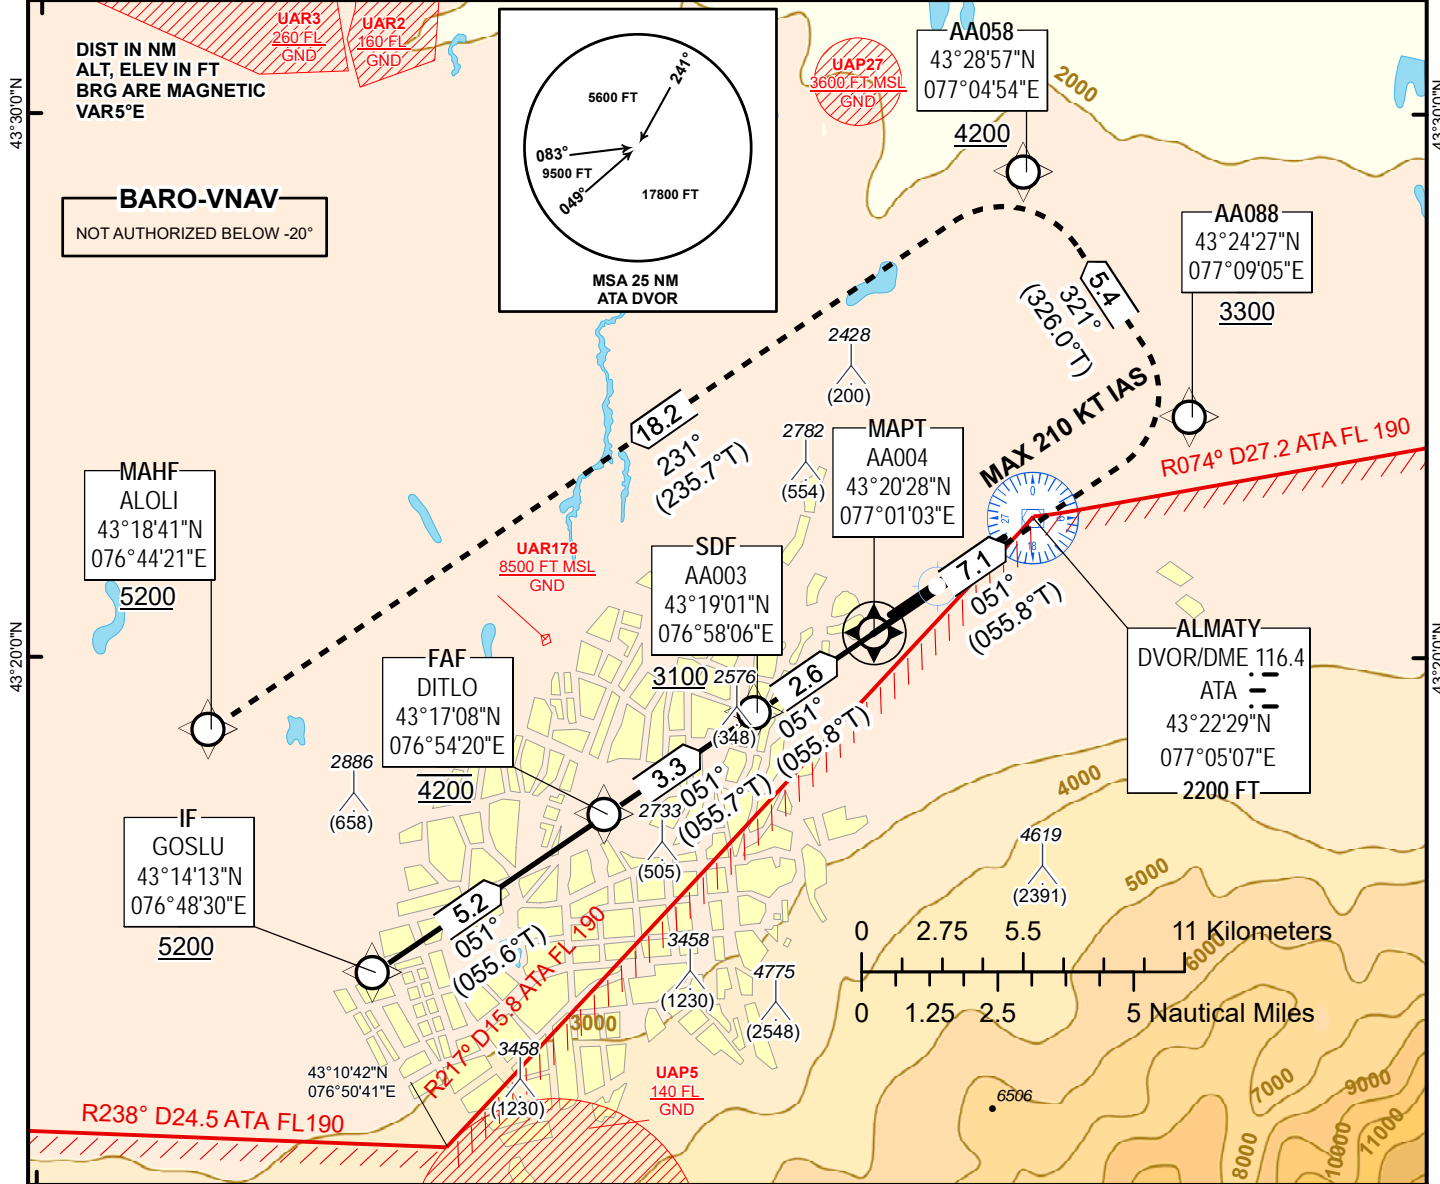 UAR3
260 FL
GND
UAR2
160 FL
GND
DIST IN NM
ALT, ELEV IN FT
BRG ARE MAGNETIC
VAR5°E
43°30'0"N
43°30'0"N
BARO-VNAV
NOT AUTHORIZED BELOW -20°
241°
5600 FT
083°
9500 FT
049°
17800 FT
MSA 25 NM
ATA DVOR
UAP27
3600 FT MSL
GND
AA058
43°28'57"N
077°04'54"E
4200
2000
AA088
43°24'27"N
077°09'05"E
3300
5.4
321°
(326.0°T)
MAX 210 KT IAS
2428
(200)
2782
(554)
18.2
231°
(235.7°T)
MAPT
AA004
43°20'28"N
077°01'03"E
R074° D27.2 ATA FL 190
0
9
18
27
MAHF
ALOLI
43°18'41"N
076°44'21"E
5200
UAR178
8500 FT MSL
GND
SDF
AA003
43°19'01"N
076°58'06"E
3100
2576
(348)
7.1
051°
(055.8°T)
ALMATY
DVOR/DME 116.4
ATA
43°22'29"N
077°05'07"E
2200 FT
43°20'0"N
43°20'0"N
FAF
DITLO
43°17'08"N
076°54'20"E
4200
2.6
051°
(055.8°T)
3.3
051°
(055.7°T)
2886
(658)
2733
(505)
IF
GOSLU
43°14'13"N
076°48'30"E
5200
5.2
051°
(055.6°T)
4000
4619
(2391)
5000
3458
(1230)
4775
(2548)
0 2.75 5.5 11 Kilometers
0 1.25 2.5 5 Nautical Miles
6000
3000
3458
(1230)
R217° D15.8 ATA FL 190
43°10'42"N
076°50'41"E
R238° D24.5 ATA FL190
UAP5
140 FL
GND
6506
7000
9000
8000
10000
11000